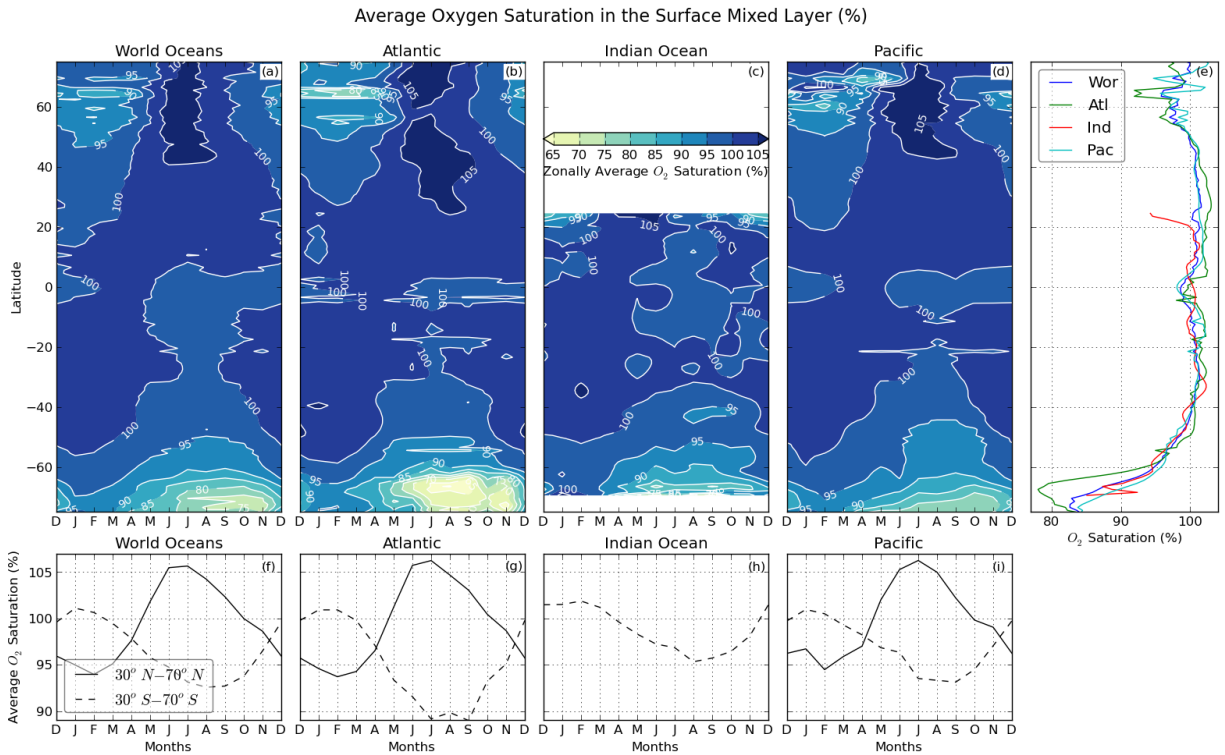 Average Oxygen Saturation in the Surface Mixed Layer (%)
World Oceans
Atlantic
Indian Ocean
Pacific
(a)
(b)
(c)
(d)
(e)
Latitude
60
40
20
0
−20
−40
−60
D J F M A M J J A S O N D
D J F M A M J J A S O N D
D J F M A M J J A S O N D
D J F M A M J J A S O N D
65 70 75 80 85 90 95 100 105
Zonally Average O₂ Saturation (%)
Wor
Atl
Ind
Pac
80 90 100
O₂ Saturation (%)
World Oceans
Atlantic
Indian Ocean
Pacific
(f)
(g)
(h)
(i)
Average O₂ Saturation (%)
105
100
95
90
30° N−70° N
30° S−70° S
D J F M A M J J A S O N D
D J F M A M J J A S O N D
D J F M A M J J A S O N D
D J F M A M J J A S O N D
Months
Months
Months
Months